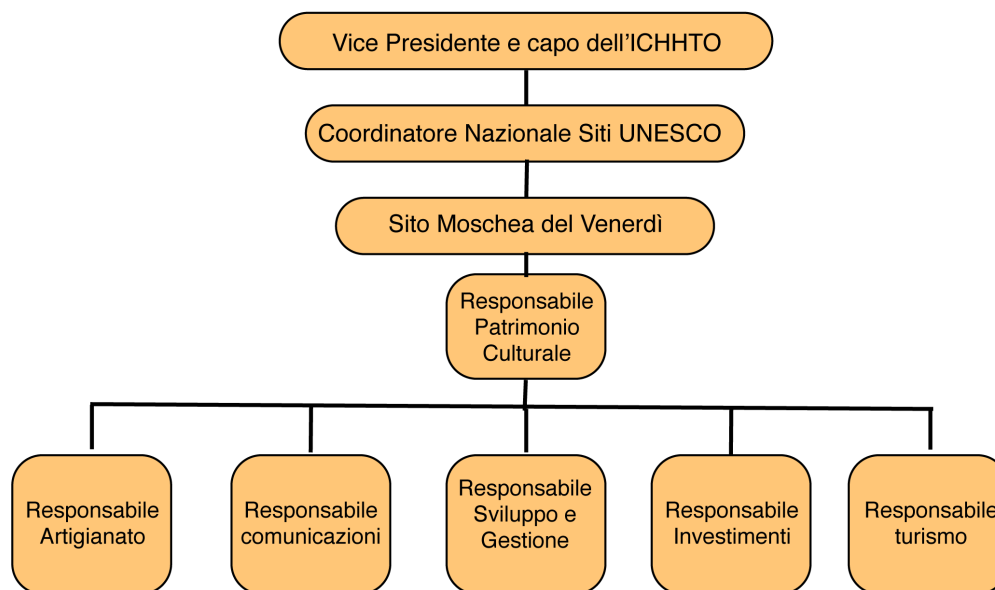 Vice Presidente e capo dell'ICHHTO
Coordinatore Nazionale Siti UNESCO
Sito Moschea del Venerdì
Responsabile
Patrimonio
Culturale
Responsabile
Artigianato
Responsabile
comunicazioni
Responsabile
Sviluppo e
Gestione
Responsabile
Investimenti
Responsabile
turismo